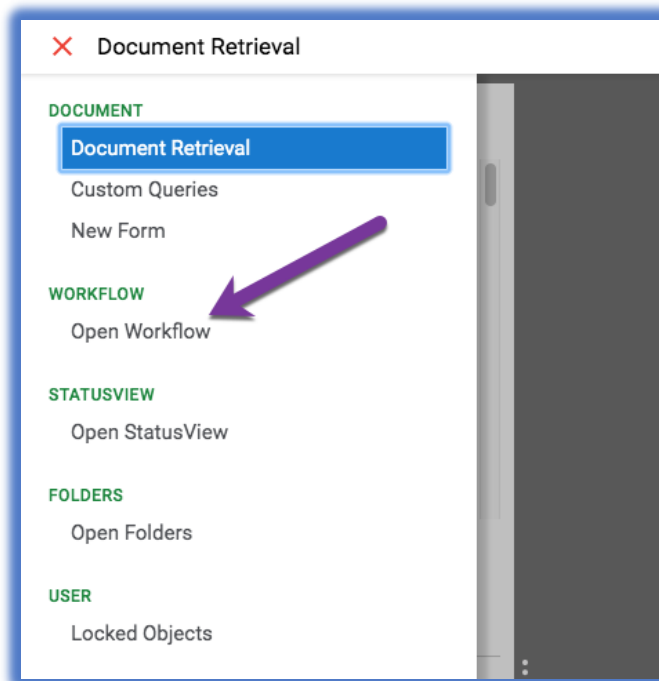 Document Retrieval
DOCUMENT
Document Retrieval
Custom Queries
New Form
WORKFLOW
Open Workflow
STATUSVIEW
Open StatusView
FOLDERS
Open Folders
USER
Locked Objects